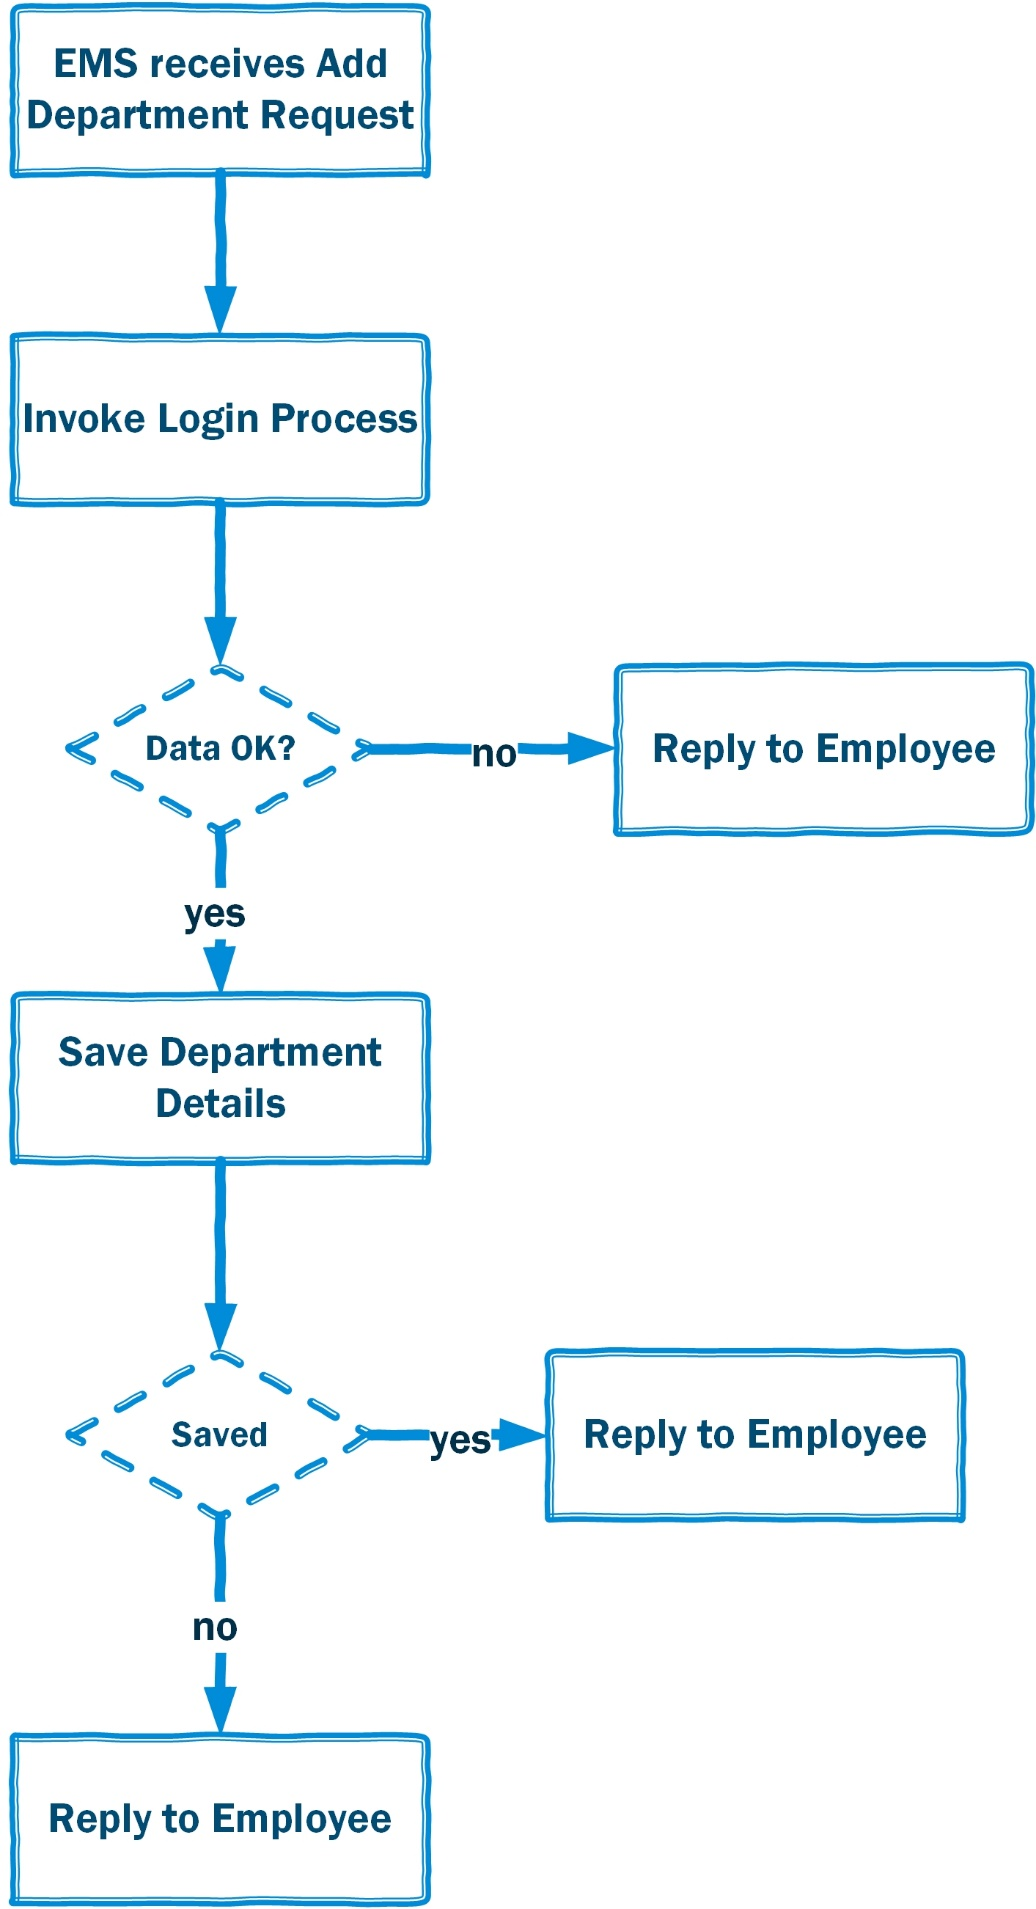 EMS receives Add
Department Request
Invoke Login Process
Data OK?
no
Reply to Employee
yes
Save Department
Details
Saved
yes
Reply to Employee
no
Reply to Employee